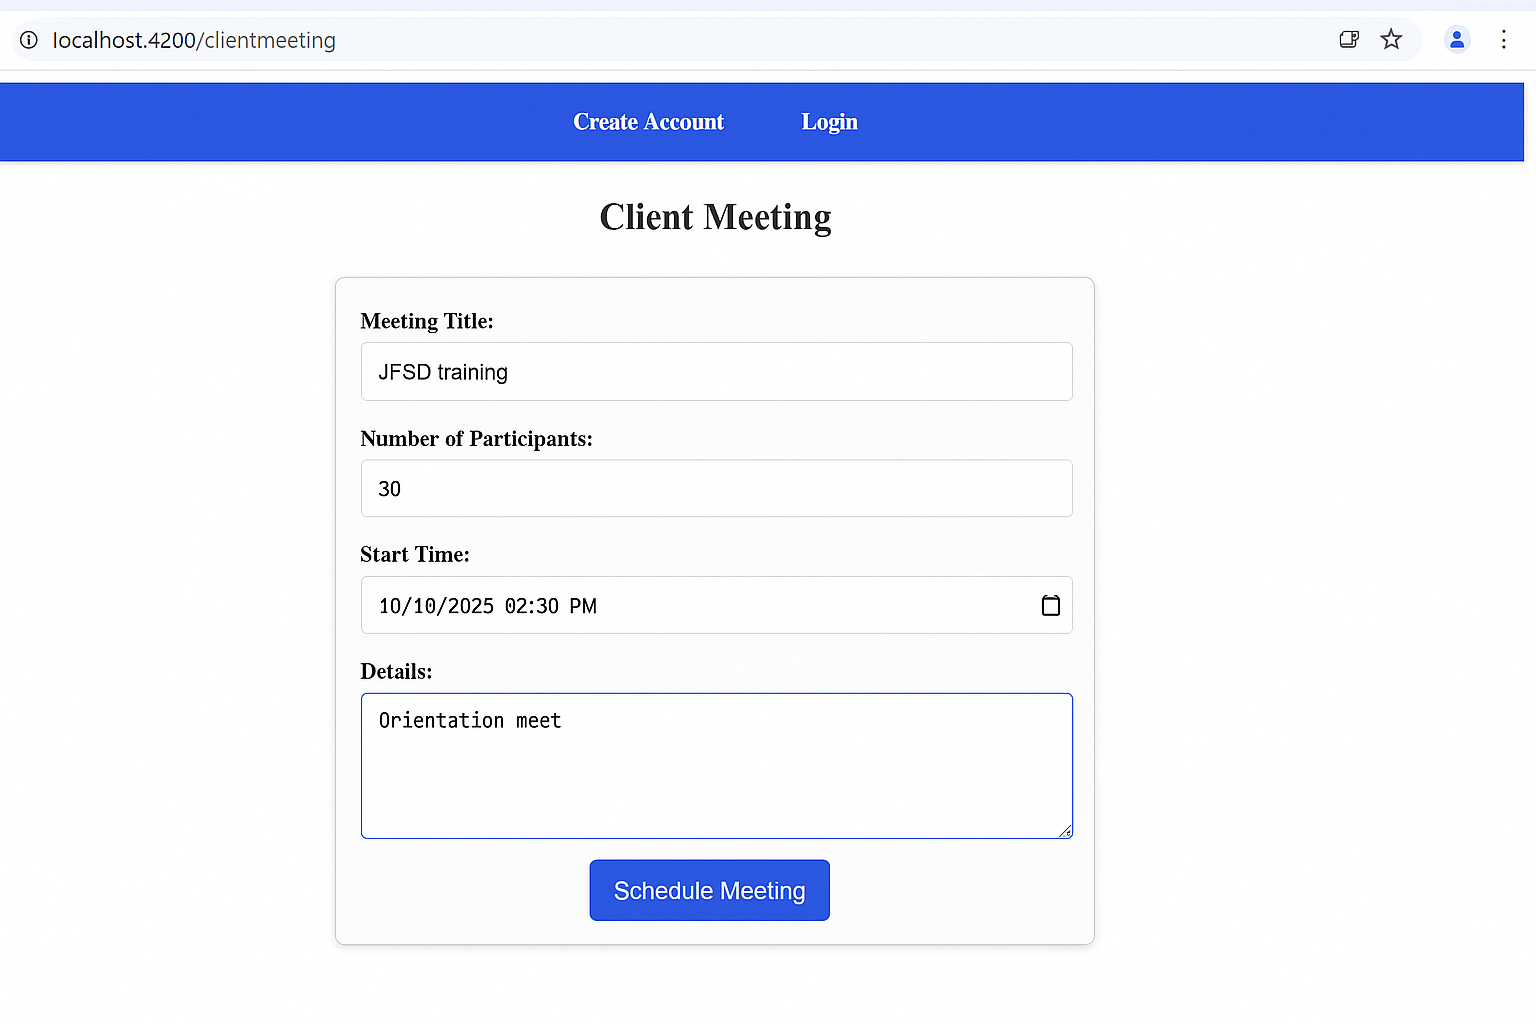 localhost.4200/clientmeeting
Create Account Login
Client Meeting
Meeting Title:
JFSD training
Number of Participants:
30
Start Time:
10/10/2025 02:30 PM
Details:
Orientation meet
Schedule Meeting